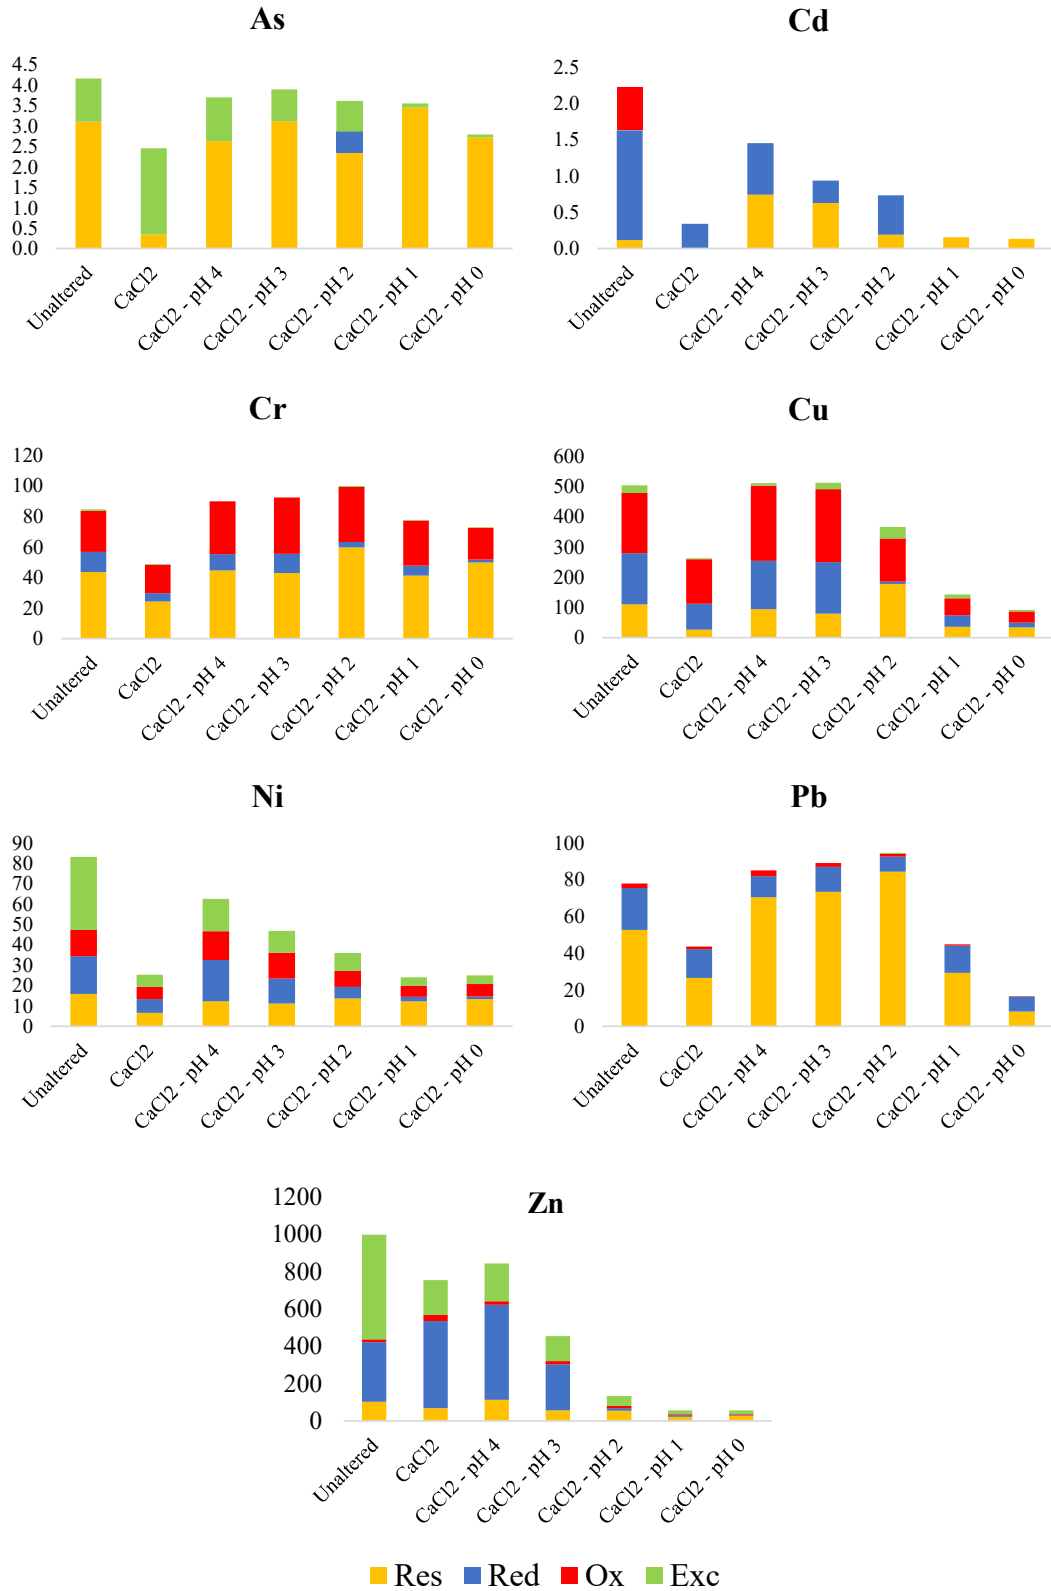 As
4.5
4.0
3.5
3.0
2.5
2.0
1.5
1.0
0.5
0.0
Unaltered
CaCl2
CaCl2 - pH 4
CaCl2 - pH 3
CaCl2 - pH 2
CaCl2 - pH 1
CaCl2 - pH 0
Cd
2.5
2.0
1.5
1.0
0.5
0.0
Unaltered
CaCl2
CaCl2 - pH 4
CaCl2 - pH 3
CaCl2 - pH 2
CaCl2 - pH 1
CaCl2 - pH 0
Cr
120
100
80
60
40
20
0
Unaltered
CaCl2
CaCl2 - pH 4
CaCl2 - pH 3
CaCl2 - pH 2
CaCl2 - pH 1
CaCl2 - pH 0
Cu
600
500
400
300
200
100
0
Unaltered
CaCl2
CaCl2 - pH 4
CaCl2 - pH 3
CaCl2 - pH 2
CaCl2 - pH 1
CaCl2 - pH 0
Ni
90
80
70
60
50
40
30
20
10
0
Unaltered
CaCl2
CaCl2 - pH 4
CaCl2 - pH 3
CaCl2 - pH 2
CaCl2 - pH 1
CaCl2 - pH 0
Pb
100
80
60
40
20
0
Unaltered
CaCl2
CaCl2 - pH 4
CaCl2 - pH 3
CaCl2 - pH 2
CaCl2 - pH 1
CaCl2 - pH 0
Zn
1200
1000
800
600
400
200
0
Unaltered
CaCl2
CaCl2 - pH 4
CaCl2 - pH 3
CaCl2 - pH 2
CaCl2 - pH 1
CaCl2 - pH 0
Res Red Ox Exc